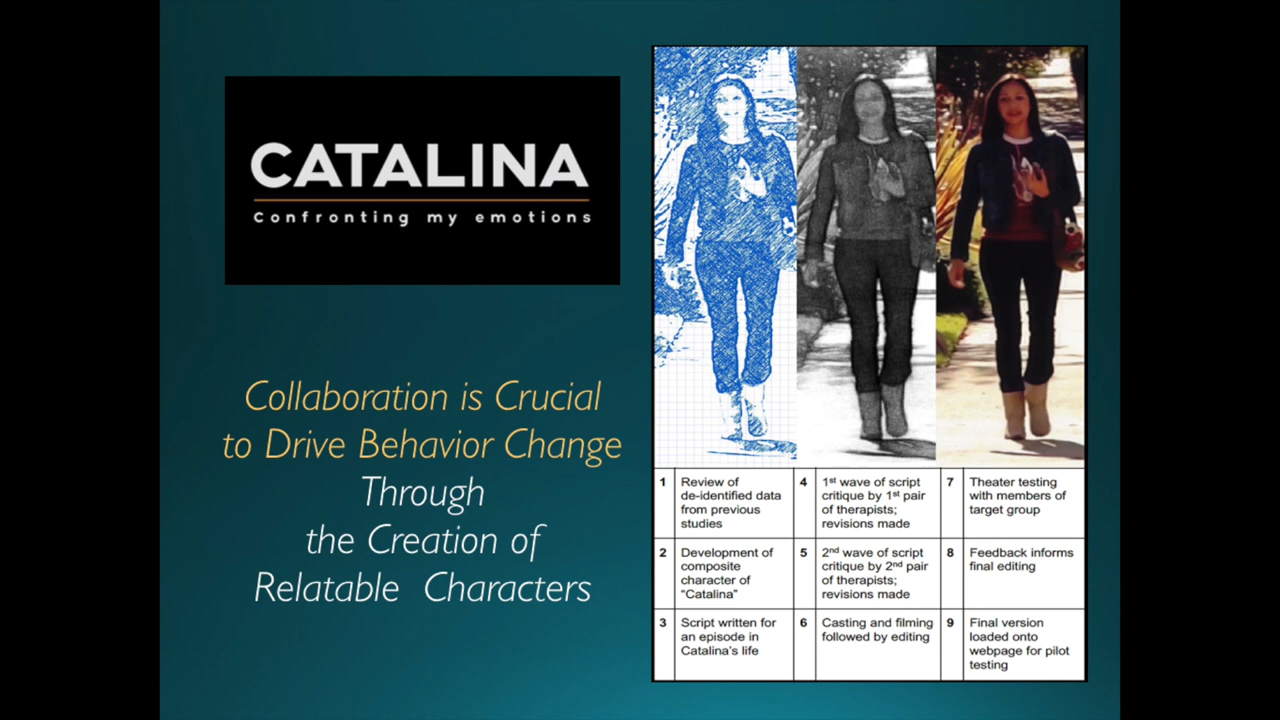 CATALINA
Confronting my emotions
Collaboration is Crucial
to Drive Behavior Change
Through
the Creation of
Relatable Characters
1 Review of
de-identified data
from previous
studies
2 Development of
composite
character of
“Catalina”
3 Script written for
an episode in
Catalina’s life
4 1st wave of script
critique by 1st pair
of therapists;
revisions made
5 2nd wave of script
critique by 2nd pair
of therapists;
revisions made
6 Casting and filming
followed by editing
7 Theater testing
with members of
target group
8 Feedback informs
final editing
9 Final version
loaded onto
webpage for pilot
testing